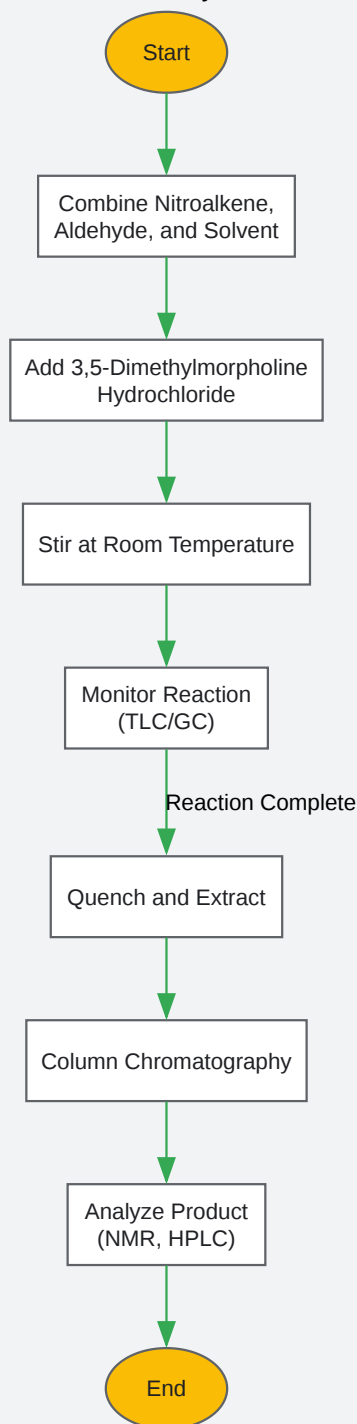 Start
Combine Nitroalkene,
Aldehyde, and Solvent
Add 3,5-Dimethylmorpholine
Hydrochloride
Stir at Room Temperature
Monitor Reaction
(TLC/GC)
Reaction Complete
Quench and Extract
Column Chromatography
Analyze Product
(NMR, HPLC)
End